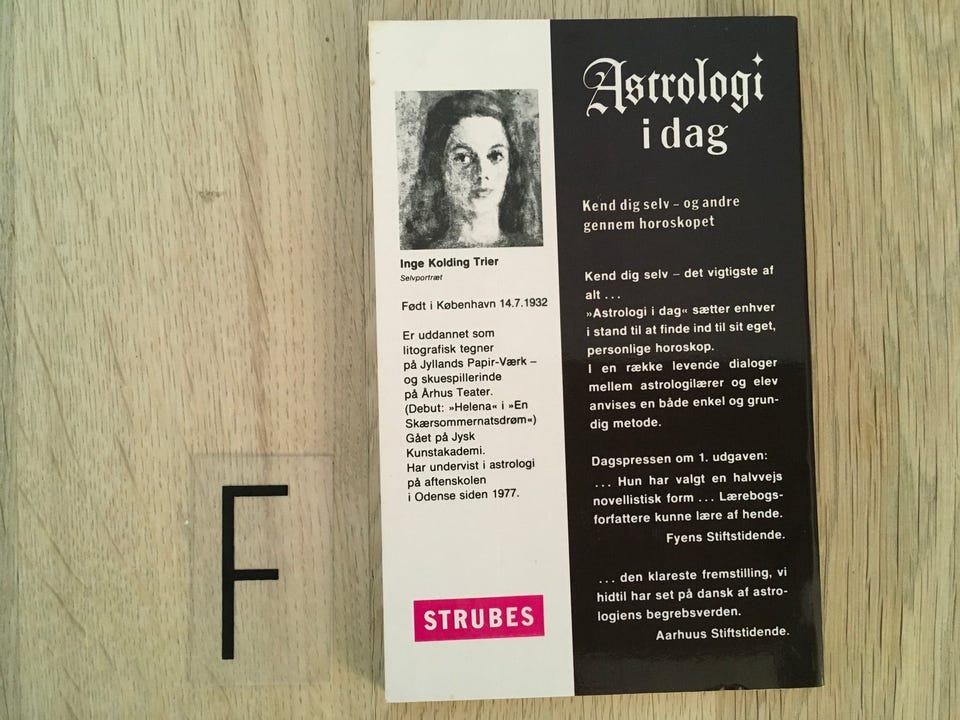 F
Inge Kolding Trier
Selvportræt
Født i København 14.7.1932
Er uddannet som
litografisk tegner
på Jyllands Papir-Værk –
og skuespillerinde
på Århus Teater.
(Debut: »Helena« i »En
Skærsommernatsdrøm«)
Gået på Jysk
Kunstakademi.
Har undervist i astrologi
på aftenskolen
i Odense siden 1977.
STRUBES
Astrologi
i dag
Kend dig selv – og andre
gennem horoskopet
Kend dig selv – det vigtigste af
alt ...
»Astrologi i dag« sætter enhver
i stand til at finde ind til sit eget,
personlige horoskop.
I en række levende dialoger
mellem astrologilærer og elev
anvises en både enkel og grun-
dig metode.
Dagspressen om 1. udgaven:
... Hun har valgt en halvvejs
novellistisk form ... Lærebogs-
forfattere kunne lære af hende.
Fyens Stiftstidende.
... den klareste fremstilling, vi
hidtil har set på dansk af astro-
logiens begrebsverden.
Aarhuus Stiftstidende.